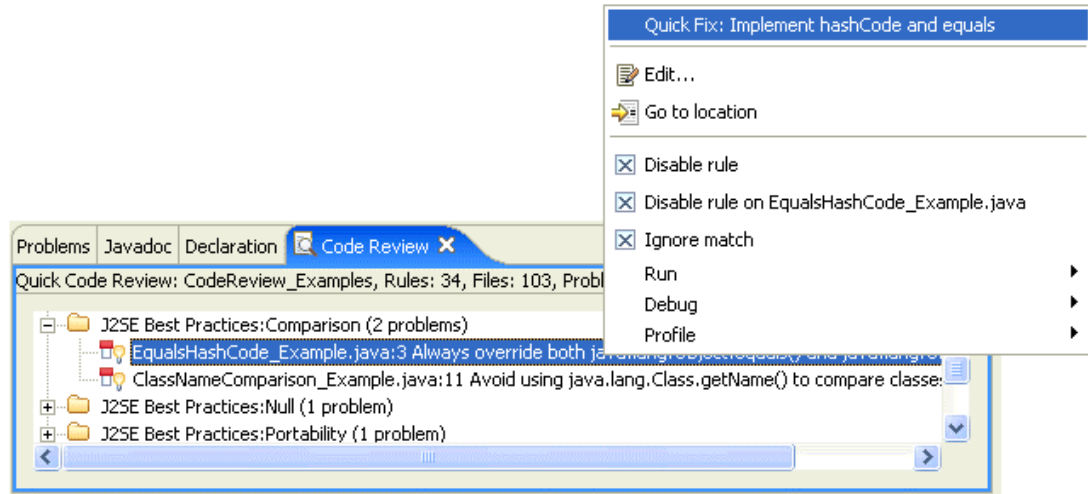 Quick Fix: Implement hashCode and equals
Edit...
Go to location
Disable rule
Disable rule on EqualsHashCode_Example.java
Ignore match
Run
Debug
Profile
Problems Javadoc Declaration Code Review
Quick Code Review: CodeReview_Examples, Rules: 34, Files: 103,
J2SE Best Practices:Comparison (2 problems)
EqualsHashCode_Example.java:3 Always override both
ClassNameComparison_Example.java:11 Avoid using java.lang.Class.getName() to compare classes
J2SE Best Practices:Null (1 problem)
J2SE Best Practices:Portability (1 problem)